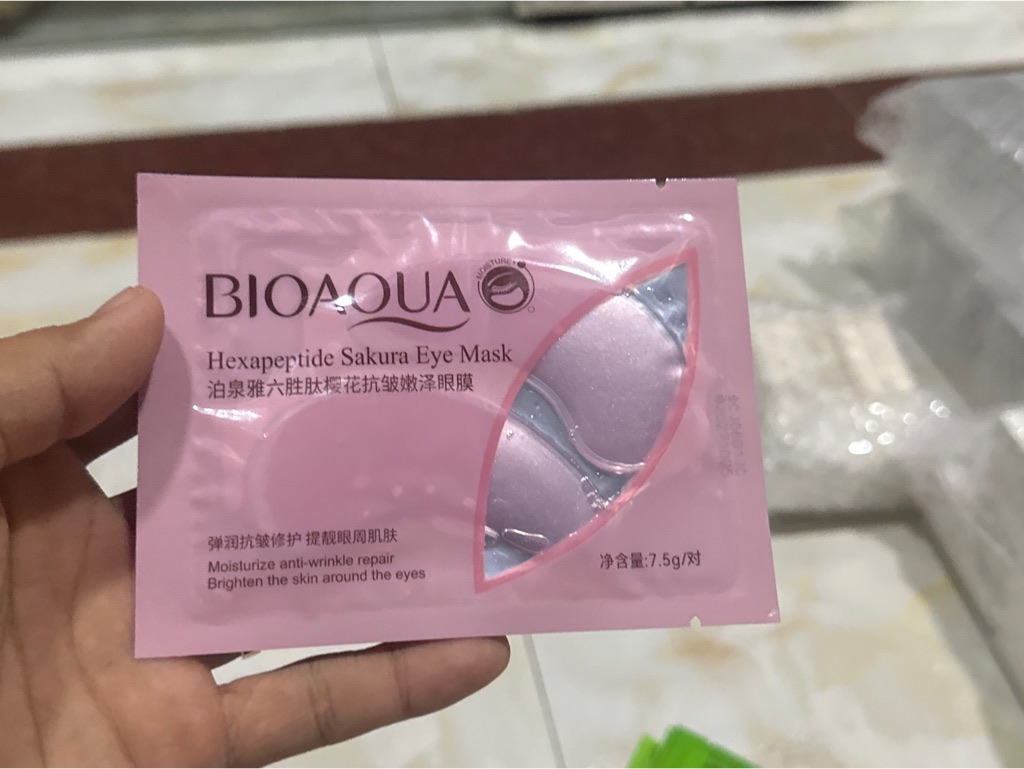 BIOAQUA
MOISTURE
Hexapeptide Sakura Eye Mask
泊泉雅六胜肽樱花抗皱嫩泽眼膜
弹润抗皱修护 提靓眼周肌肤
Moisturize anti-wrinkle repair
Brighten the skin around the eyes
净含量:7.5g/对